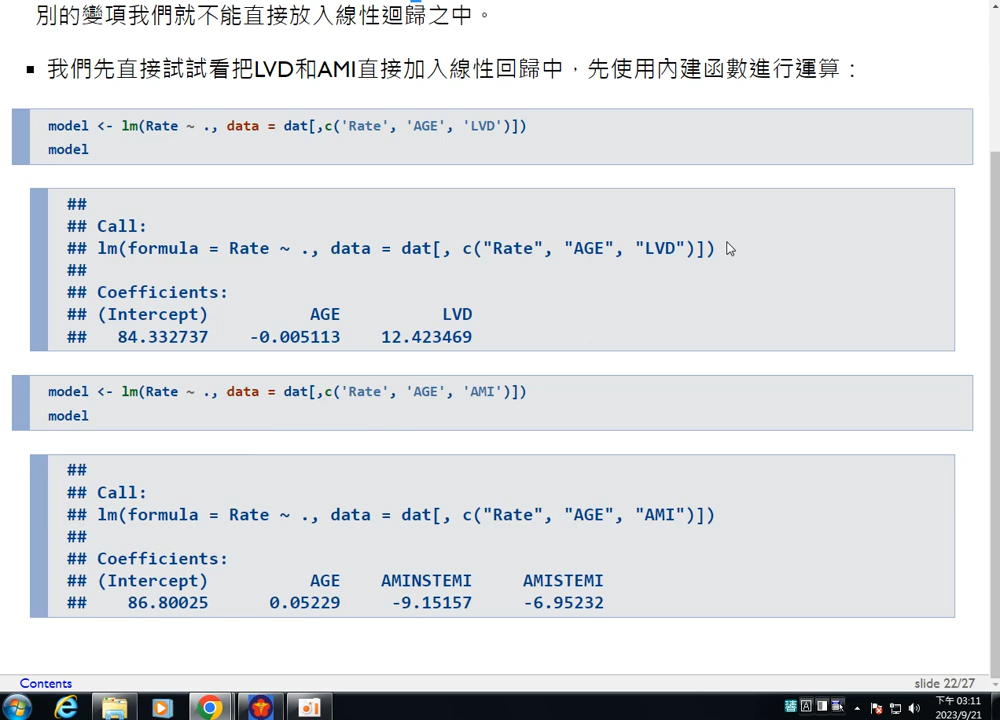 別的變項我們就不能直接放入線性迴歸之中。
▪ 我們先直接試試看把LVD和AMI直接加入線性回歸中，先使用內建函數進行運算：
model <- lm(Rate ~ ., data = dat[,c('Rate', 'AGE', 'LVD')])
model
##
## Call:
## lm(formula = Rate ~ ., data = dat[, c("Rate", "AGE", "LVD")])
##
## Coefficients:
## (Intercept) AGE LVD
## 84.332737 -0.005113 12.423469
model <- lm(Rate ~ ., data = dat[,c('Rate', 'AGE', 'AMI')])
model
##
## Call:
## lm(formula = Rate ~ ., data = dat[, c("Rate", "AGE", "AMI")])
##
## Coefficients:
## (Intercept) AGE AMINSTEMI AMISTEMI
## 86.80025 0.05229 -9.15157 -6.95232
Contents
slide 22/27
下午 03:11
2023/9/21